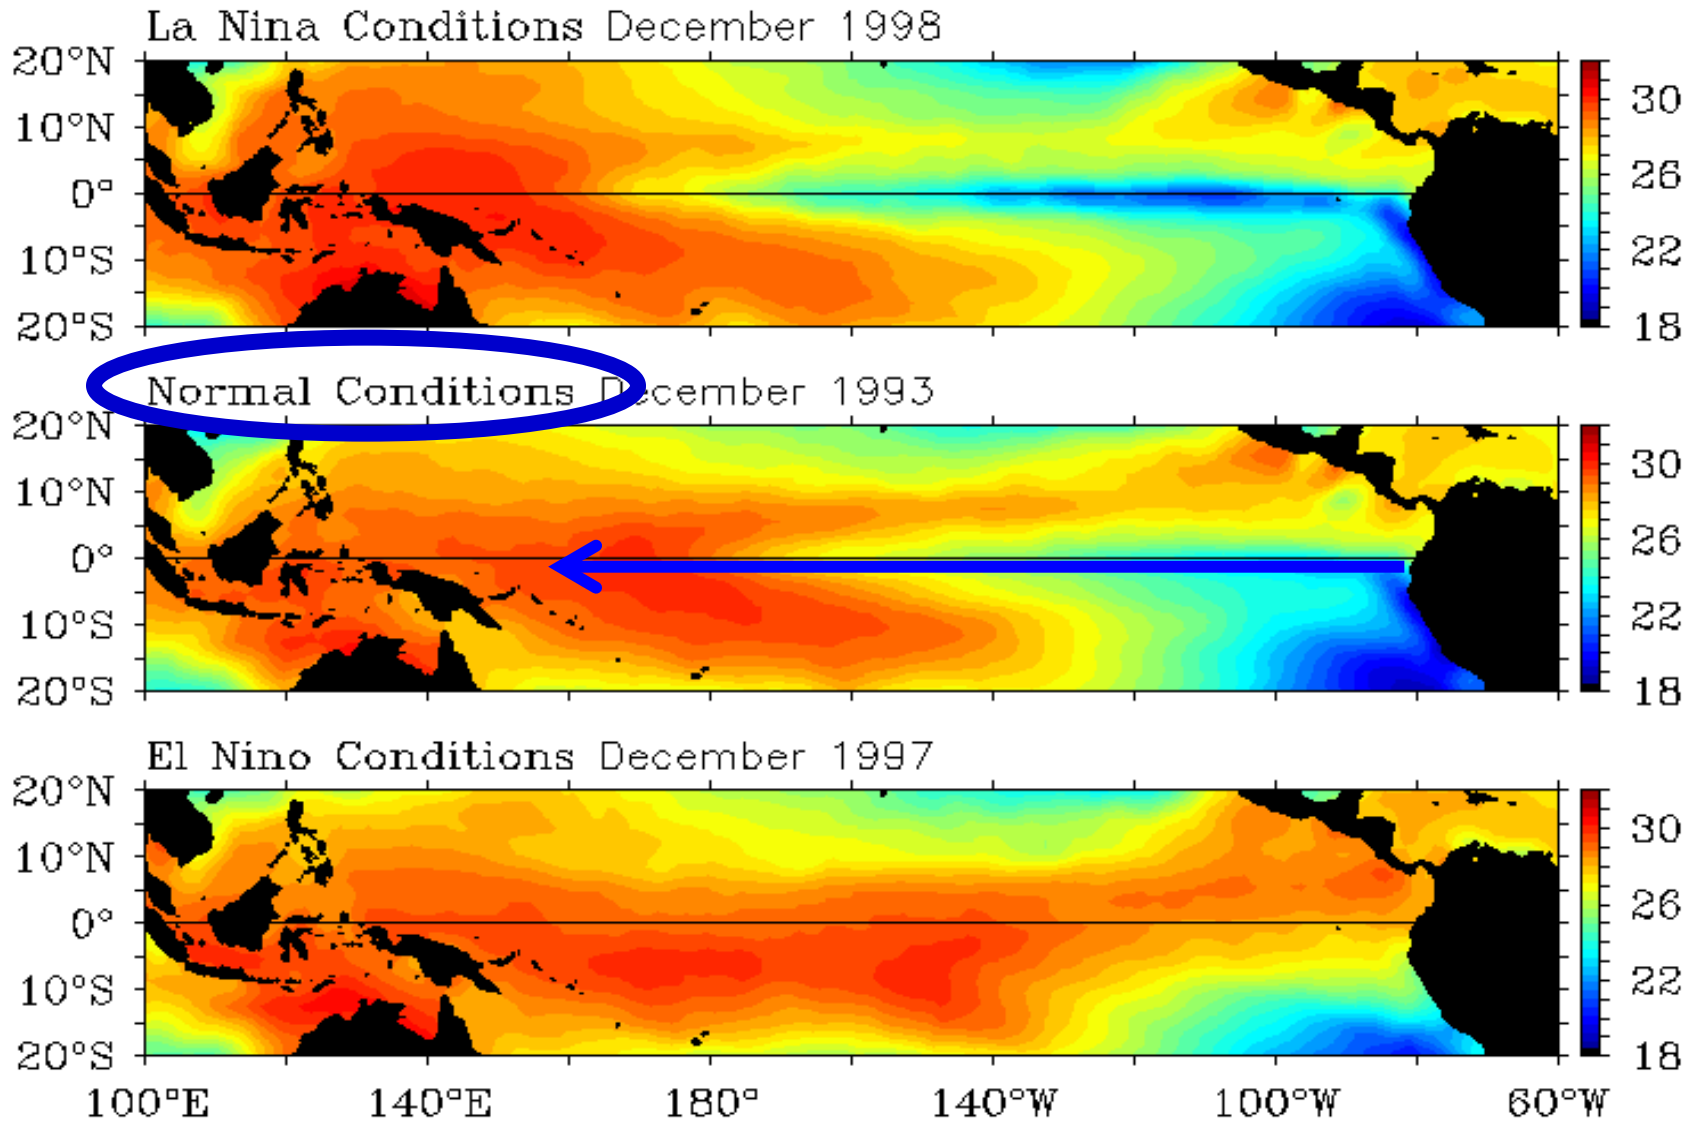 La Nina Conditions December 1998
20°N
10°N
0°
10°S
20°S
30
26
22
18
Normal Conditions December 1993
20°N
10°N
0°
10°S
20°S
30
26
22
18
El Nino Conditions December 1997
20°N
10°N
0°
10°S
20°S
30
26
22
18
100°E 140°E 180° 140°W 100°W 60°W